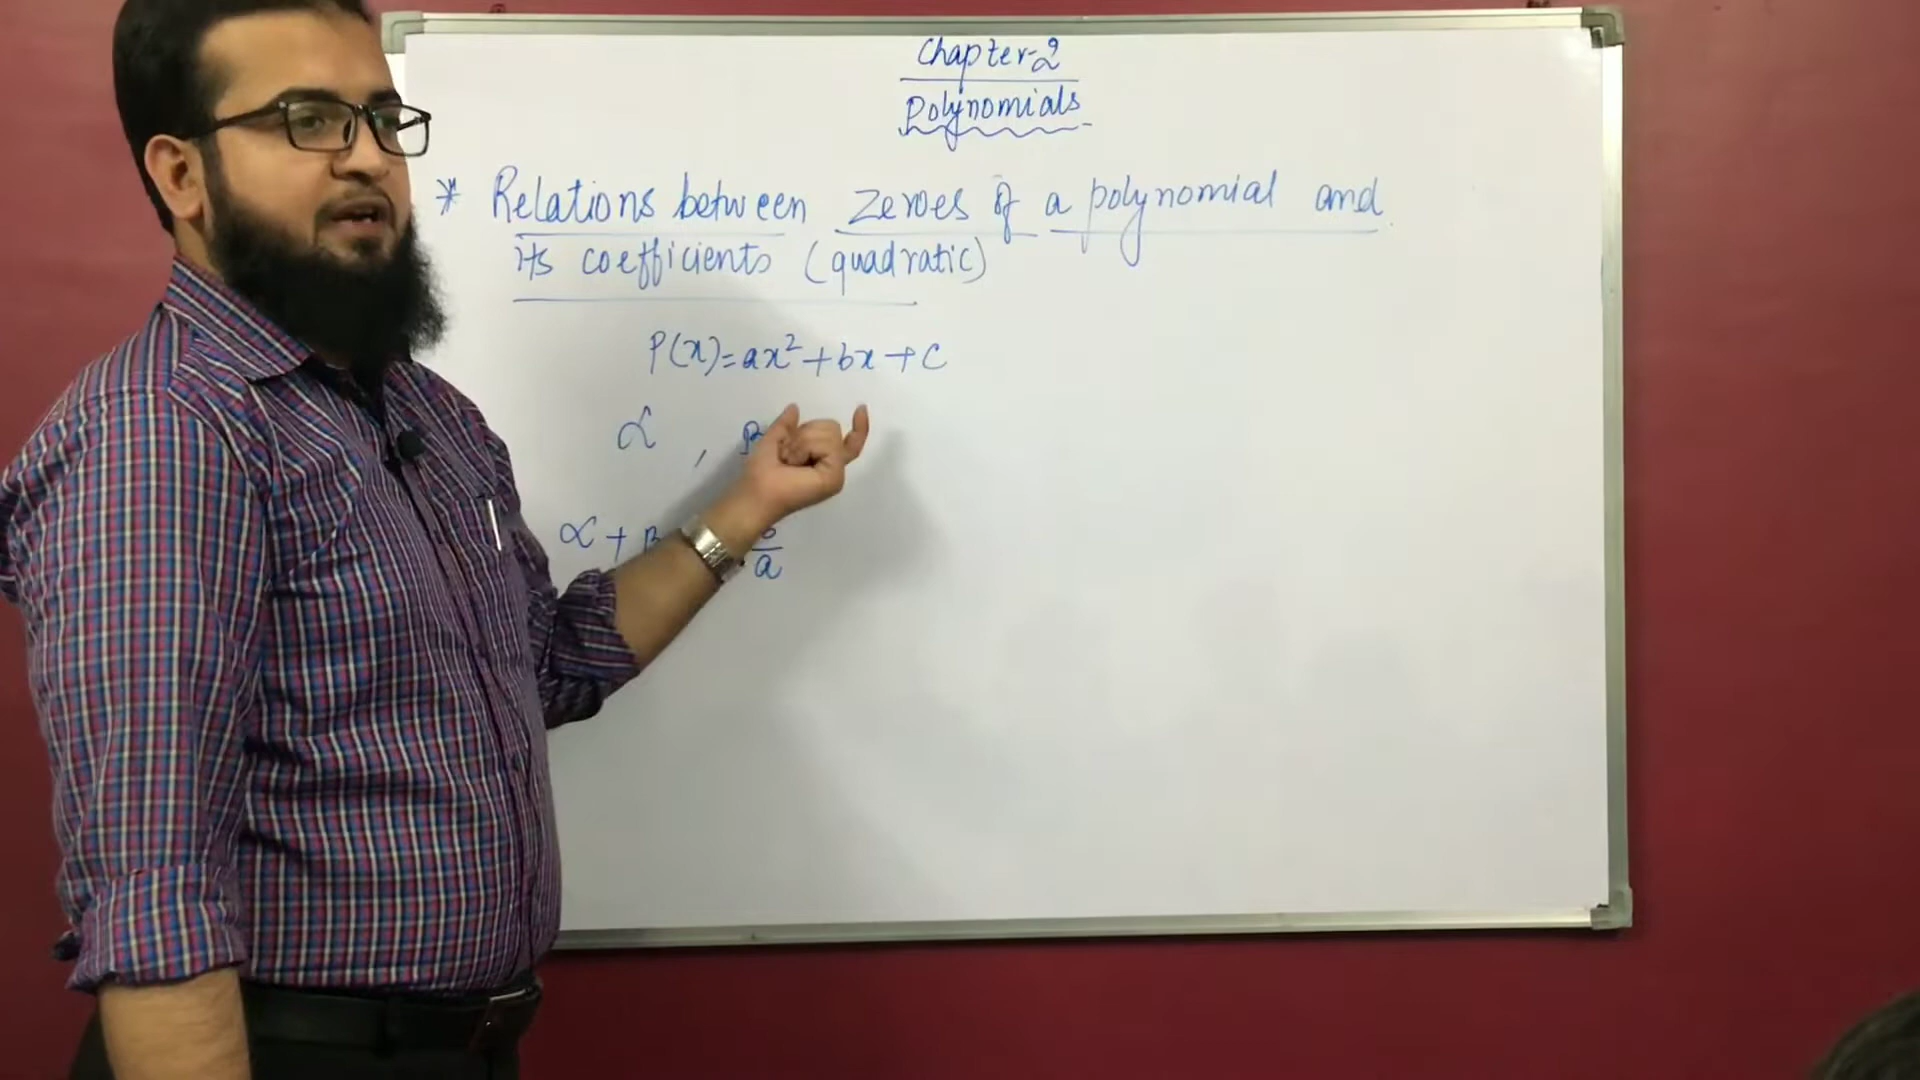 Chapter-2
Polynomials
* Relations between zeroes of a polynomial and
its coefficients (quadratic)
P(x)=ax²+bx+c
α , β
α + β
a